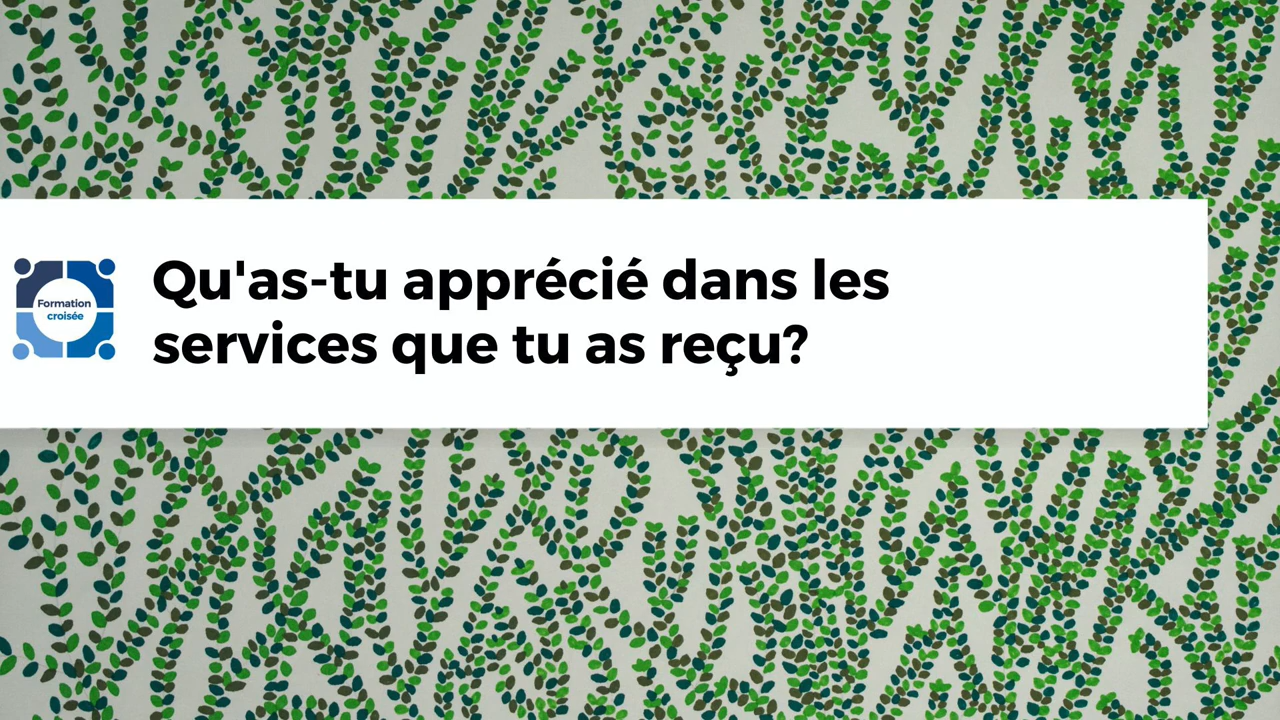 Formation
croisée
Qu'as-tu apprécié dans les
services que tu as reçu?